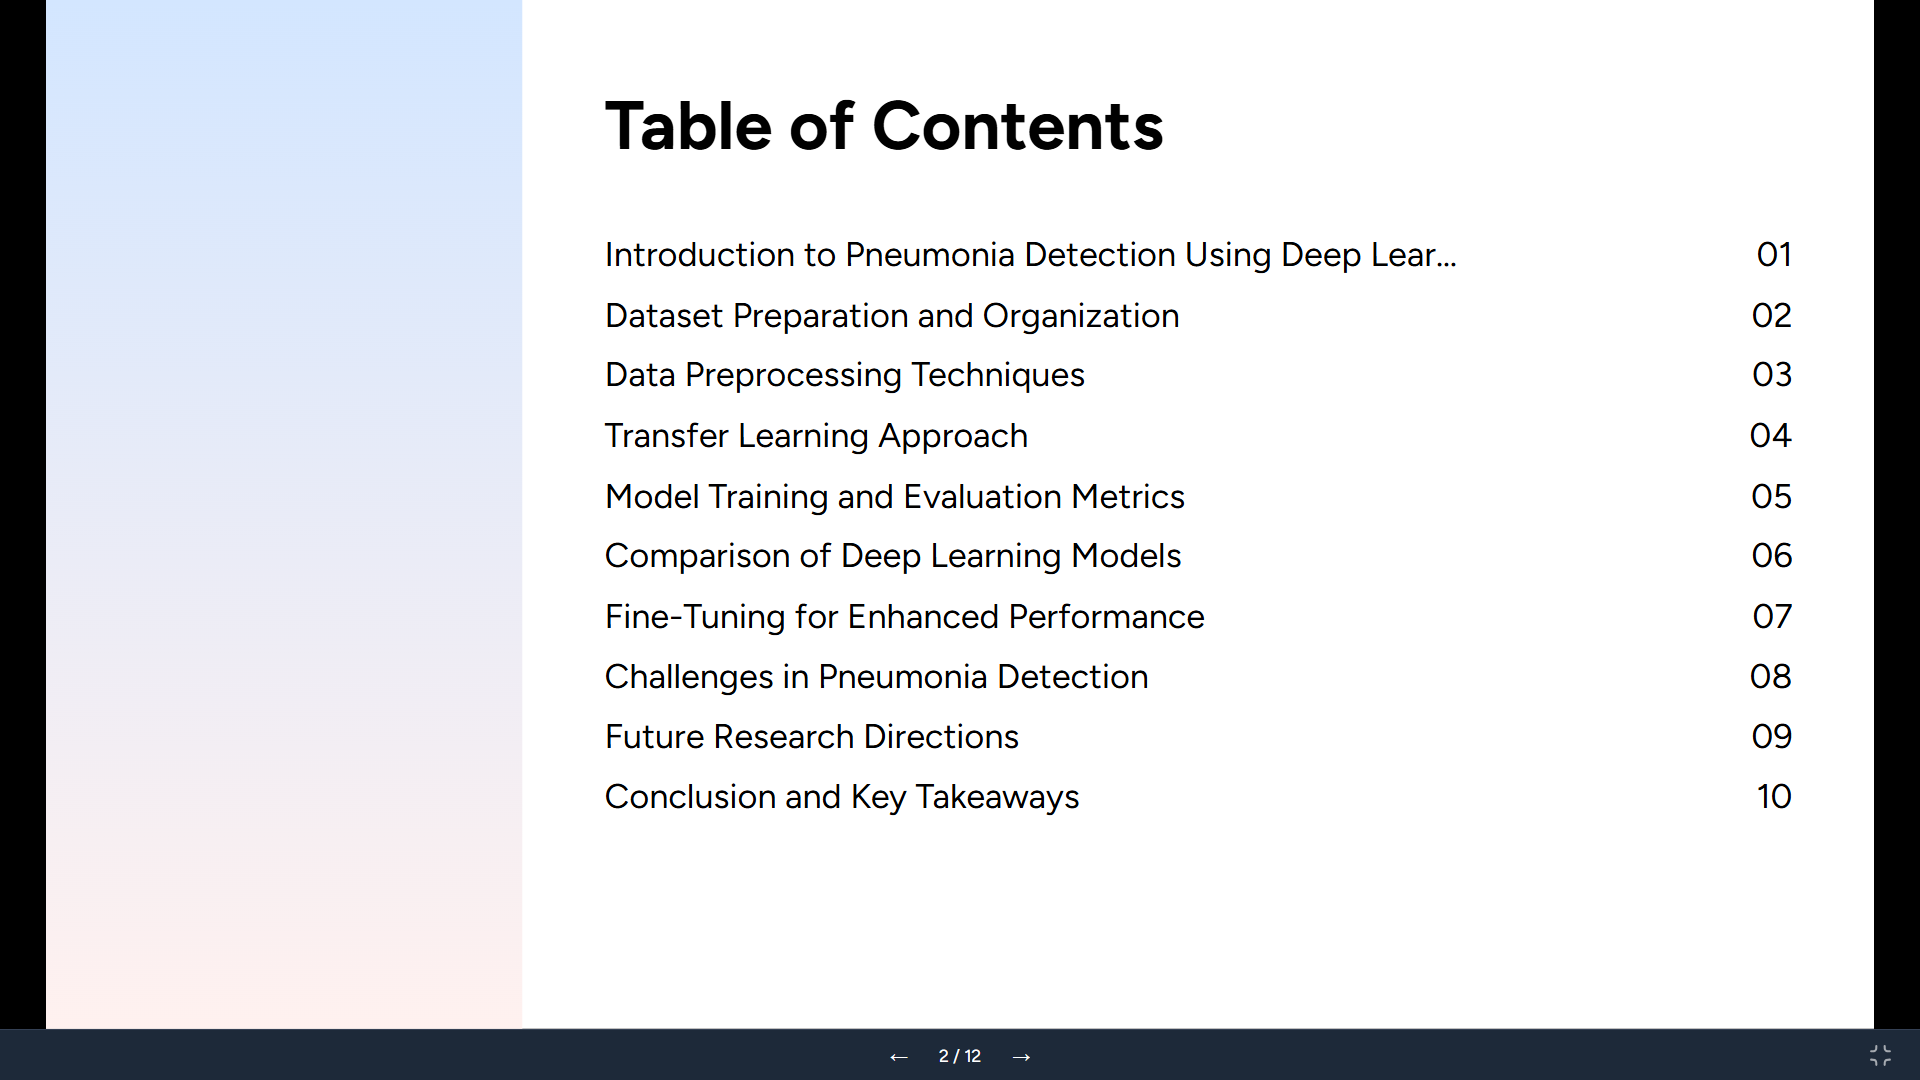 Table of Contents
Introduction to Pneumonia Detection Using Deep Lear... 01
Dataset Preparation and Organization 02
Data Preprocessing Techniques 03
Transfer Learning Approach 04
Model Training and Evaluation Metrics 05
Comparison of Deep Learning Models 06
Fine-Tuning for Enhanced Performance 07
Challenges in Pneumonia Detection 08
Future Research Directions 09
Conclusion and Key Takeaways 10
← 2 / 12 →